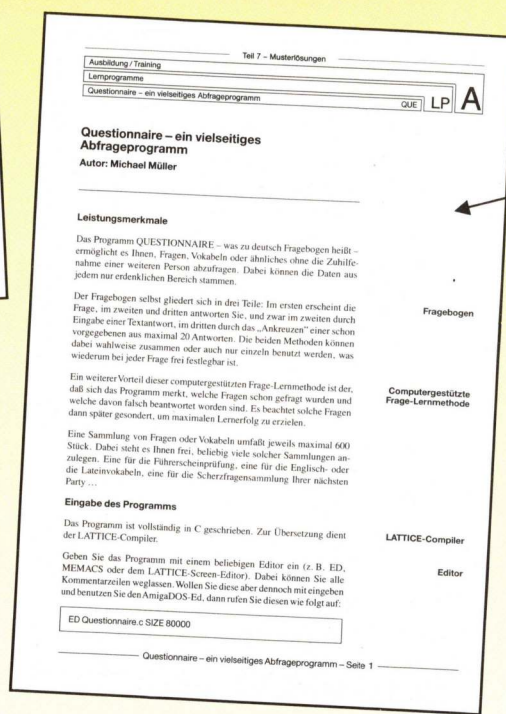 Teil 7 – Musterlösungen
Ausbildung / Training
Lernprogramme
Questionnaire – ein vielseitiges Abfrageprogramm
QUE LP A
Questionnaire – ein vielseitiges
Abfrageprogramm
Autor: Michael Müller
Leistungsmerkmale
Das Programm QUESTIONNAIRE – was zu deutsch Fragebogen heißt –
ermöglicht es Ihnen, Fragen, Vokabeln oder ähnliches ohne die Zuhilfe-
nahme einer weiteren Person abzufragen. Dabei können die Daten aus
jedem nur erdenklichen Bereich stammen.
Der Fragebogen selbst gliedert sich in drei Teile: Im ersten erscheint die
Frage, im zweiten und dritten antworten Sie, und zwar im zweiten durch
Eingabe einer Textantwort, im dritten durch das „Ankreuzen" einer schon
vorgegebenen aus maximal 20 Antworten. Die beiden Methoden können
dabei wahlweise zusammen oder auch nur einzeln benutzt werden, was
wiederum bei jeder Frage frei festlegbar ist.
Fragebogen
Ein weiterer Vorteil dieser computergestützten Frage-Lernmethode ist der,
daß sich das Programm merkt, welche Fragen schon gefragt wurden und
welche davon falsch beantwortet worden sind. Es beachtet solche Fragen
dann später gesondert, um maximalen Lernerfolg zu erzielen.
Computergestützte
Frage-Lernmethode
Eine Sammlung von Fragen oder Vokabeln umfaßt jeweils maximal 600
Stück. Dabei steht es Ihnen frei, beliebig viele solcher Sammlungen an-
zulegen. Eine für die Führerscheinprüfung, eine für die Englisch- oder
die Lateinvokabeln, eine für die Scherzfragensammlung Ihrer nächsten
Party ...
Eingabe des Programms
Das Programm ist vollständig in C geschrieben. Zur Übersetzung dient
der LATTICE-Compiler.
LATTICE-Compiler
Geben Sie das Programm mit einem beliebigen Editor ein (z. B. ED,
MEMACS oder dem LATTICE-Screen-Editor). Dabei können Sie alle
Kommentarzeilen weglassen. Wollen Sie diese aber dennoch mit eingeben
und benutzen Sie den AmigaDOS-Ed, dann rufen Sie diesen wie folgt auf:
Editor
ED Questionnaire.c SIZE 80000
Questionnaire – ein vielseitiges Abfrageprogramm – Seite 1